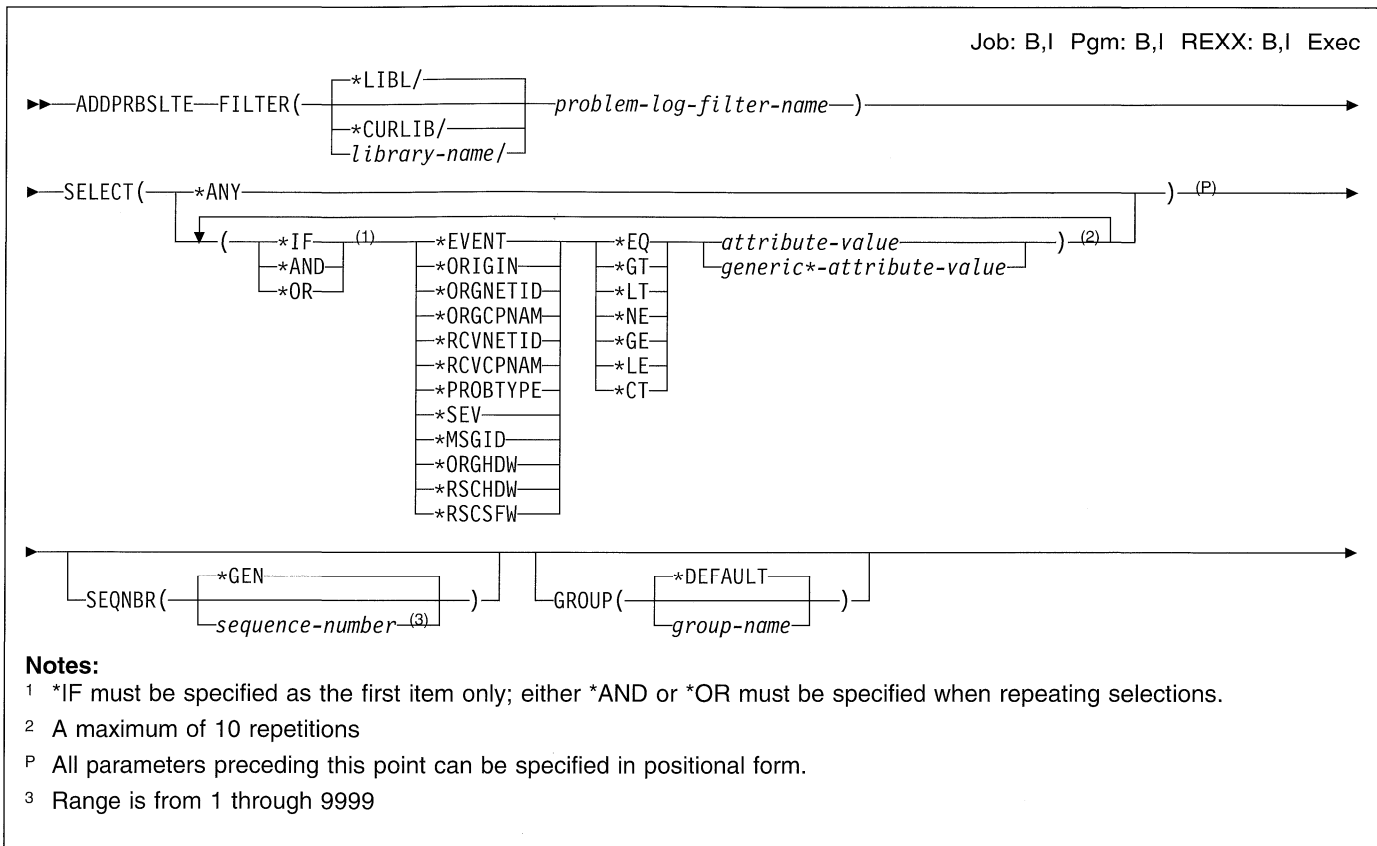 Job: B,I Pgm: B,I REXX: B,I Exec
*LIBL/
ADDPRBSLTE FILTER( problem-log-filter-name )
*CURLIB/
library-name/
SELECT( *ANY ) (P)
( *IF (1) *EVENT *EQ attribute-value ) (2)
*AND *ORIGIN *GT generic*-attribute-value
*OR *ORGNETID *LT
*ORGCPNAM *NE
*RCVNETID *GE
*RCVCPNAM *LE
*PROBTYPE *CT
*SEV
*MSGID
*ORGHDW
*RSCHDW
*RSCSFW
*GEN *DEFAULT
SEQNBR( ) GROUP( )
sequence-number (3) group-name
Notes:
1 *IF must be specified as the first item only; either *AND or *OR must be specified when repeating selections.
2 A maximum of 10 repetitions
P All parameters preceding this point can be specified in positional form.
3 Range is from 1 through 9999